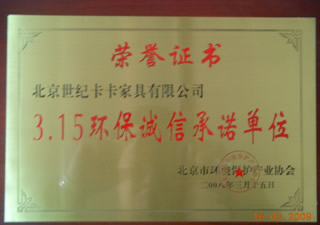 荣誉证书
北京世纪卡卡家具有限公司
3.15环保诚信承诺单位
北京市环境保护产业协会
二〇〇八年三月十五日